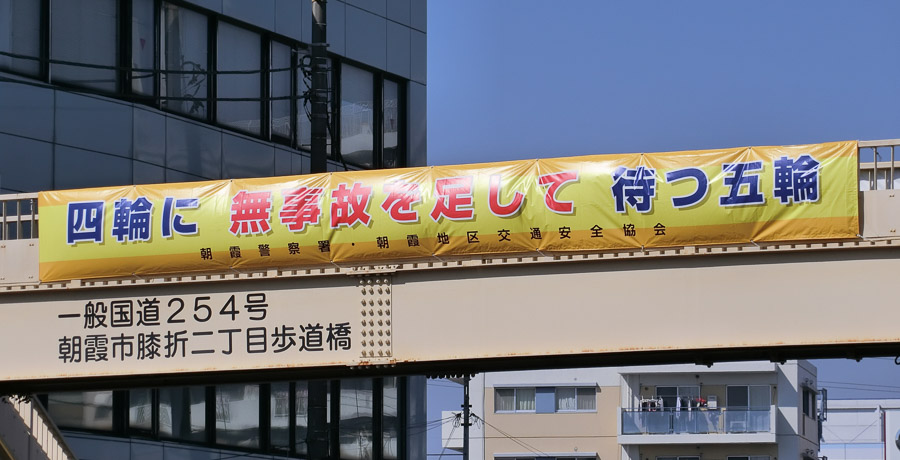 四輪に 無事故を足して 待つ五輪
朝霞警察署・朝霞地区交通安全協会
一般国道254号
朝霞市膝折二丁目歩道橋